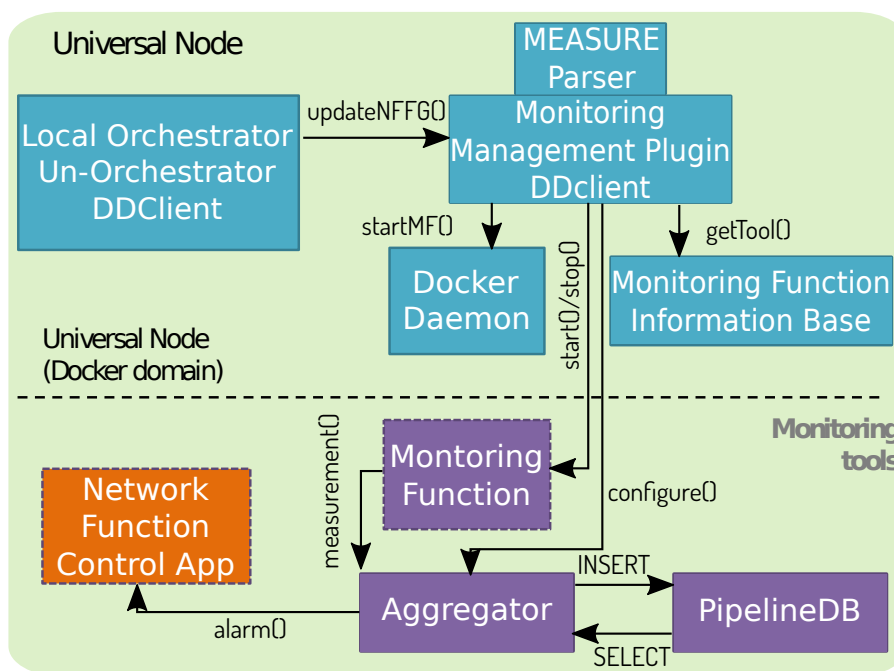 Universal Node
MEASURE
Parser
Local Orchestrator
Un-Orchestrator
DDClient
updateNFFG()
Monitoring
Management Plugin
DDclient
startMF()
getTool()
Docker
Daemon
start()/stop()
Monitoring Function
Information Base
Universal Node
(Docker domain)
Monitoring
tools
measurement()
Montoring
Function
configure()
Network
Function
Control App
INSERT
Aggregator
PipelineDB
alarm()
SELECT